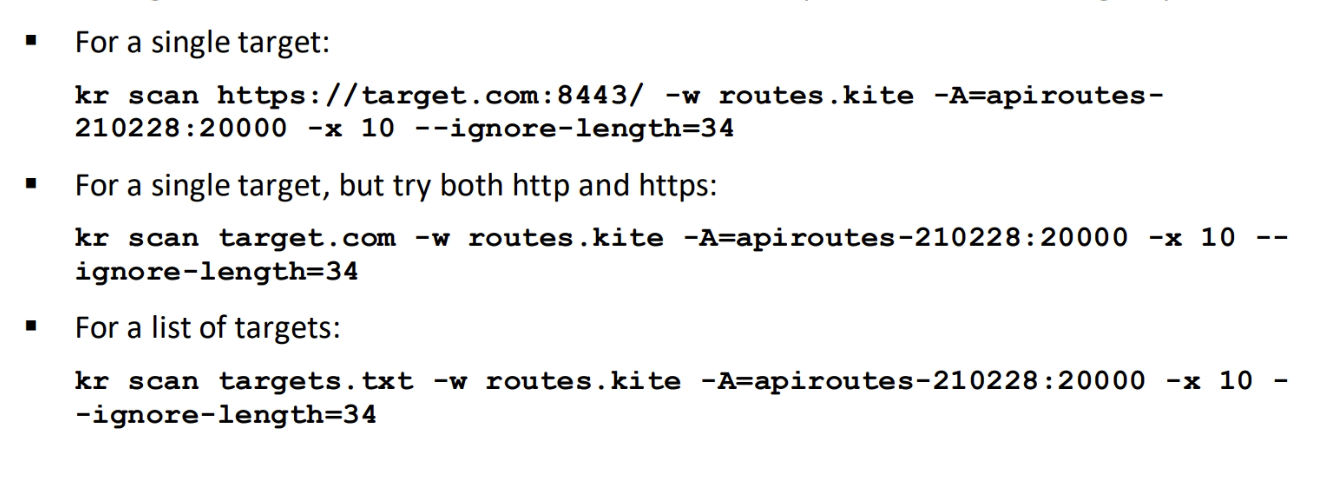 ▪ For a single target:
kr scan https://target.com:8443/ -w routes.kite -A=apiroutes-
210228:20000 -x 10 --ignore-length=34
▪ For a single target, but try both http and https:
kr scan target.com -w routes.kite -A=apiroutes-210228:20000 -x 10 --
ignore-length=34
▪ For a list of targets:
kr scan targets.txt -w routes.kite -A=apiroutes-210228:20000 -x 10 -
-ignore-length=34